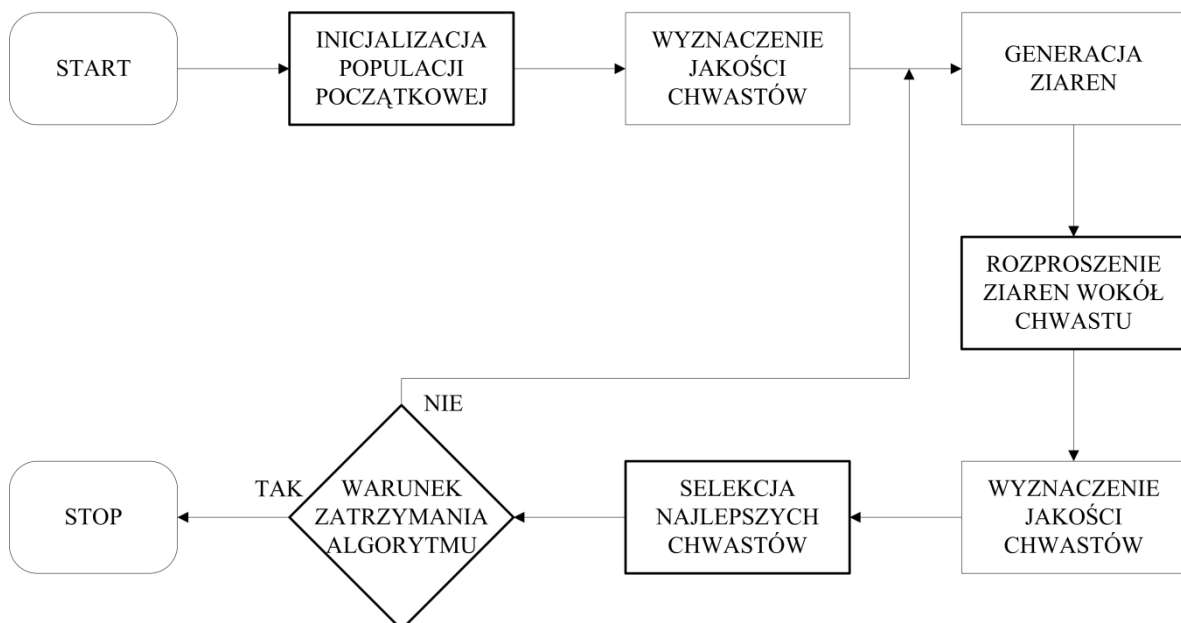 START
INICJALIZACJA
POPULACJI
POCZĄTKOWEJ
WYZNACZENIE
JAKOŚCI
CHWASTÓW
GENERACJA
ZIAREN
ROZPROSZENIE
ZIAREN WOKÓŁ
CHWASTU
WYZNACZENIE
JAKOŚCI
CHWASTÓW
SELEKCJA
NAJLEPSZYCH
CHWASTÓW
WARUNEK
ZATRZYMANIA
ALGORYTMU
NIE
TAK
STOP